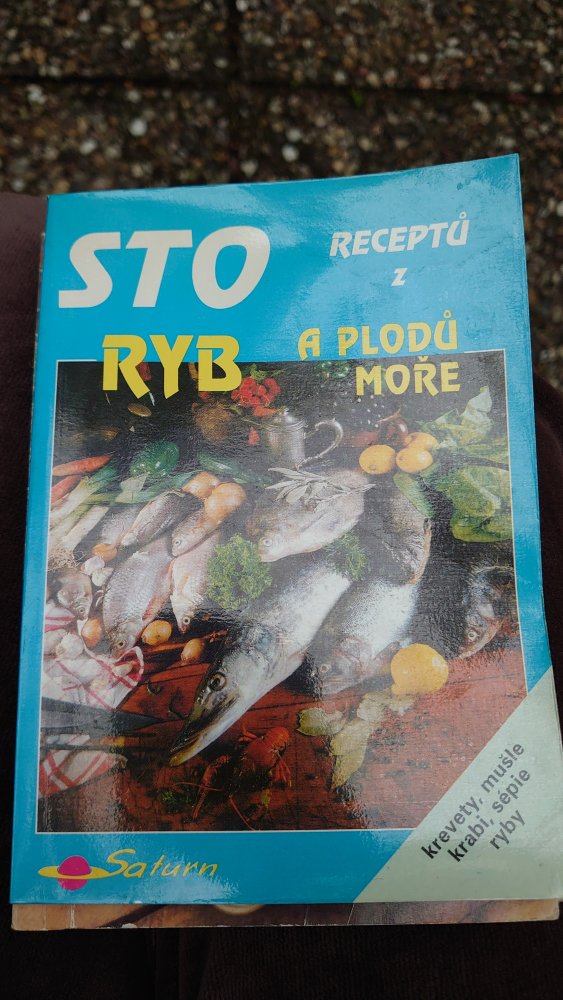 STO
RECEPTŮ
z
RYB
A PLODŮ
MOŘE
krevety, mušle
krabi, sépie
ryby
Saturn